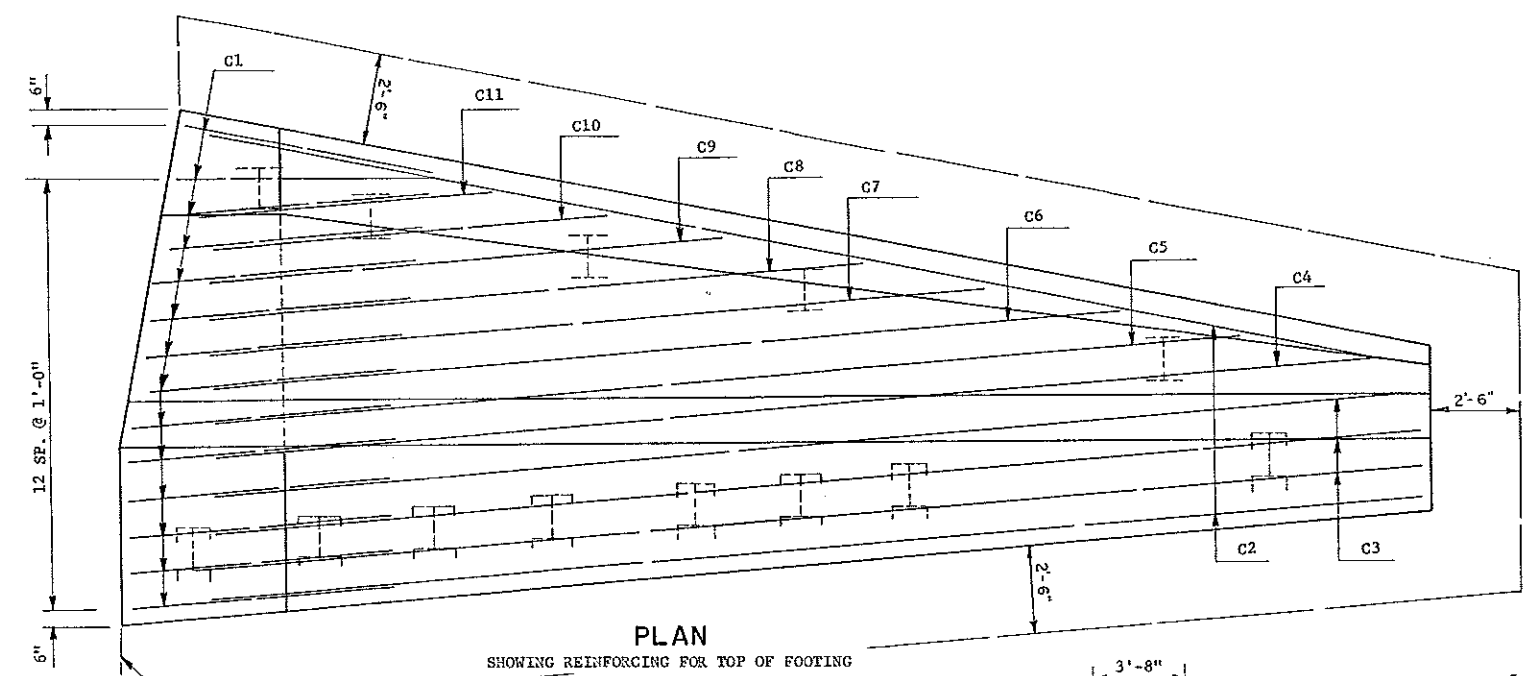 C1
6"
2'-6"
C11
C10
C9
C8
C7
C6
C5
C4
12 SP. @ 1'-0"
2'-6"
C2
C3
2'-6"
6"
PLAN
SHOWING REINFORCING FOR TOP OF FOOTING
3'-8"